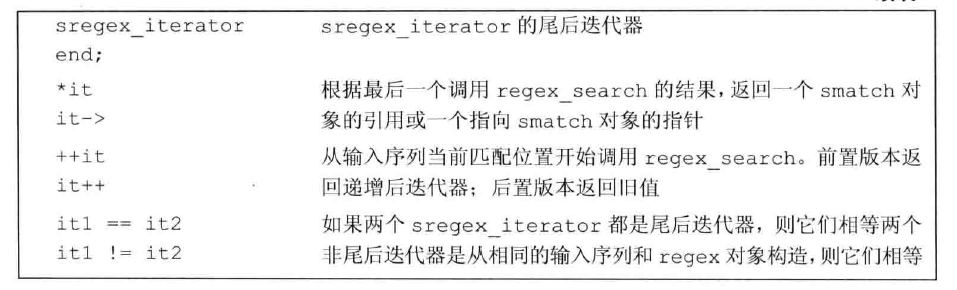 sregex_iterator sregex_iterator 的尾后迭代器
end;
*it 根据最后一个调用 regex_search 的结果,返回一个 smatch 对
it-> 象的引用或一个指向 smatch 对象的指针
++it 从输入序列当前匹配位置开始调用 regex_search。前置版本返
it++ 回递增后迭代器；后置版本返回旧值
it1 == it2 如果两个 sregex_iterator 都是尾后迭代器，则它们相等两个
it1 != it2 非尾后迭代器是从相同的输入序列和 regex 对象构造,则它们相等